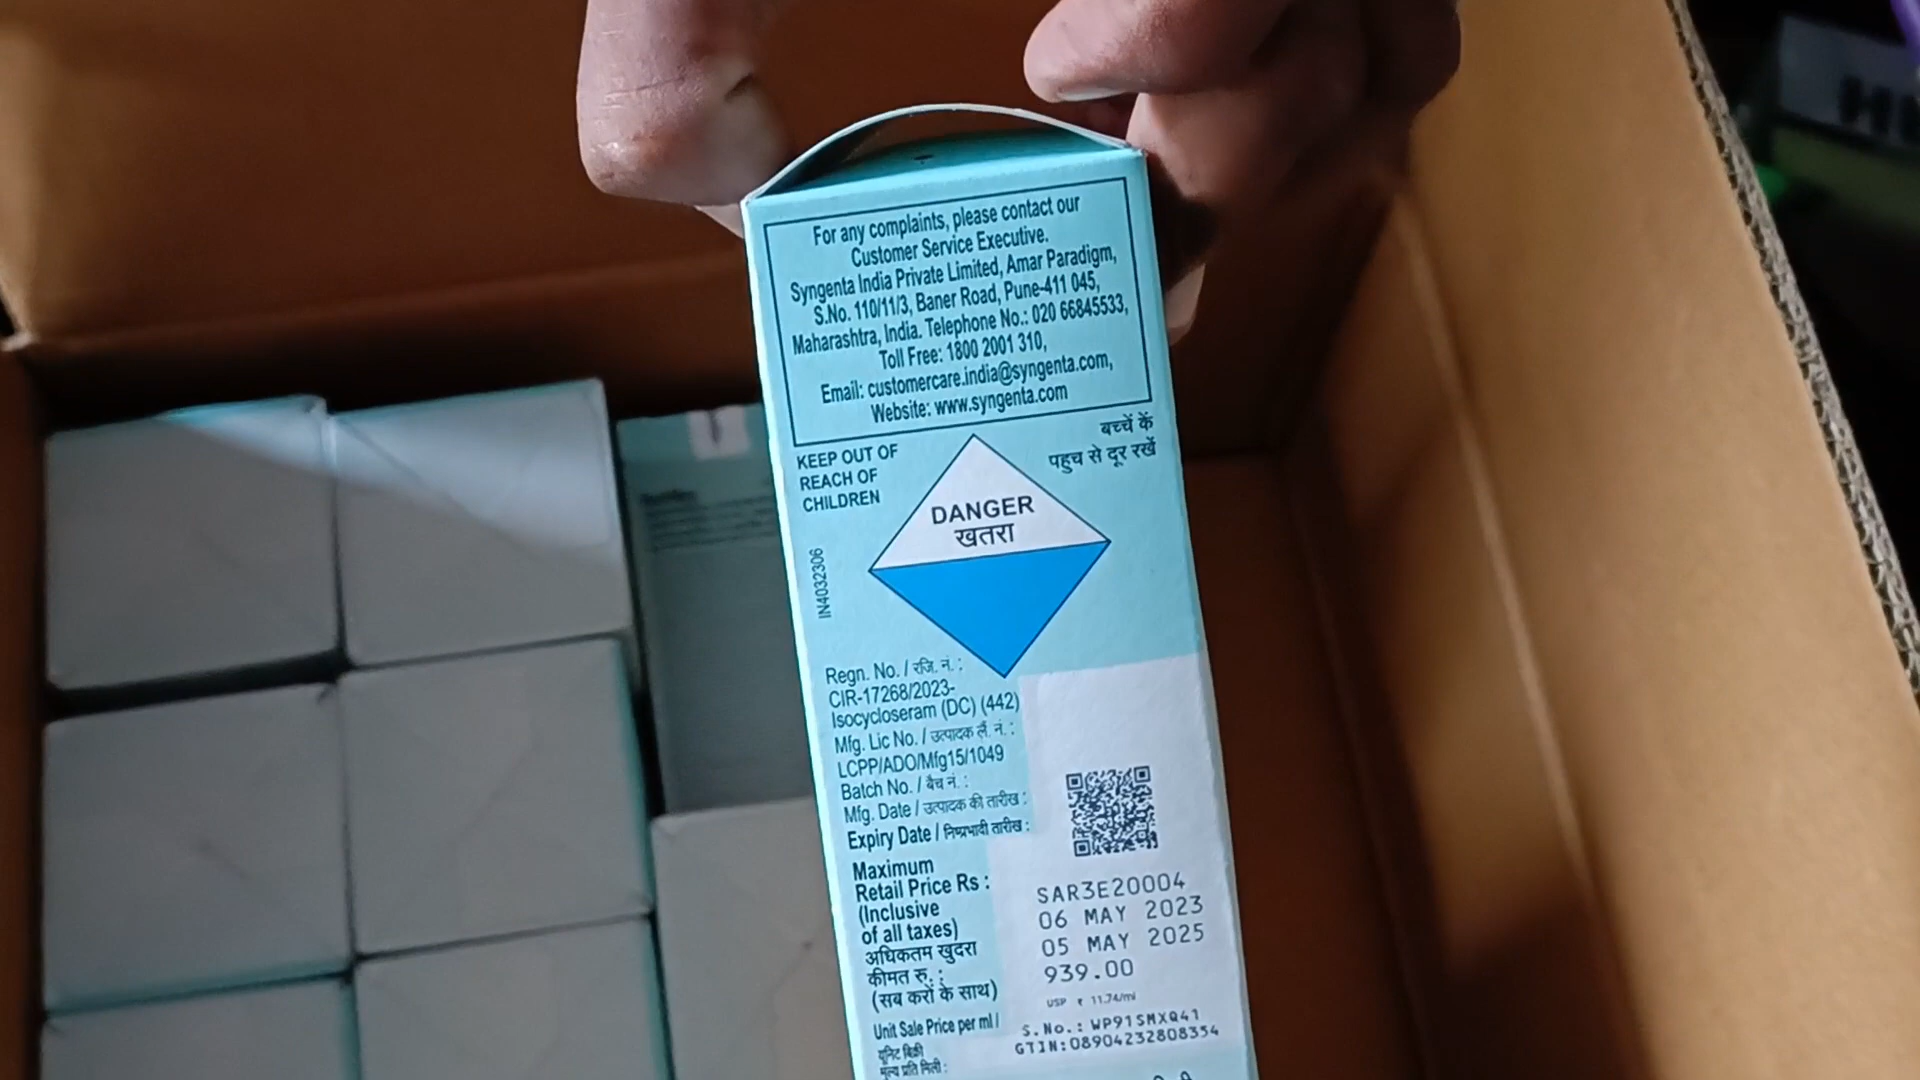 For any complaints, please contact our
Customer Service Executive.
Syngenta India Private Limited, Amar Paradigm,
S.No. 110/11/3, Baner Road, Pune-411 045,
Maharashtra, India. Telephone No.: 020 66845533,
Toll Free: 1800 2001 310,
Email: customercare.india@syngenta.com,
Website: www.syngenta.com
KEEP OUT OF
REACH OF
CHILDREN
बच्चें कें
पहुच से दूर रखें
DANGER
खतरा
IN4032306
Regn. No. / रजि. नं. :
CIR-17268/2023-
Isocycloseram (DC) (442)
Mfg. Lic No. / उत्पादक लैं. नं. :
LCPP/ADO/Mfg15/1049
Batch No. / बैच नं. :
Mfg. Date / उत्पादक की तारीख :
Expiry Date / निष्प्रभावी तारीख :
Maximum
Retail Price Rs :
(Inclusive
of all taxes)
अधिकतम खुदरा
कीमत रु. :
(सब करों के साथ)
Unit Sale Price per ml /
यूनिट बिक्री
मूल्य प्रति मिली :
SAR3E20004
06 MAY 2023
05 MAY 2025
939.00
USP ₹ 11.74/ml
S.No.: WP91SMXQ41
GTIN:08904232808354